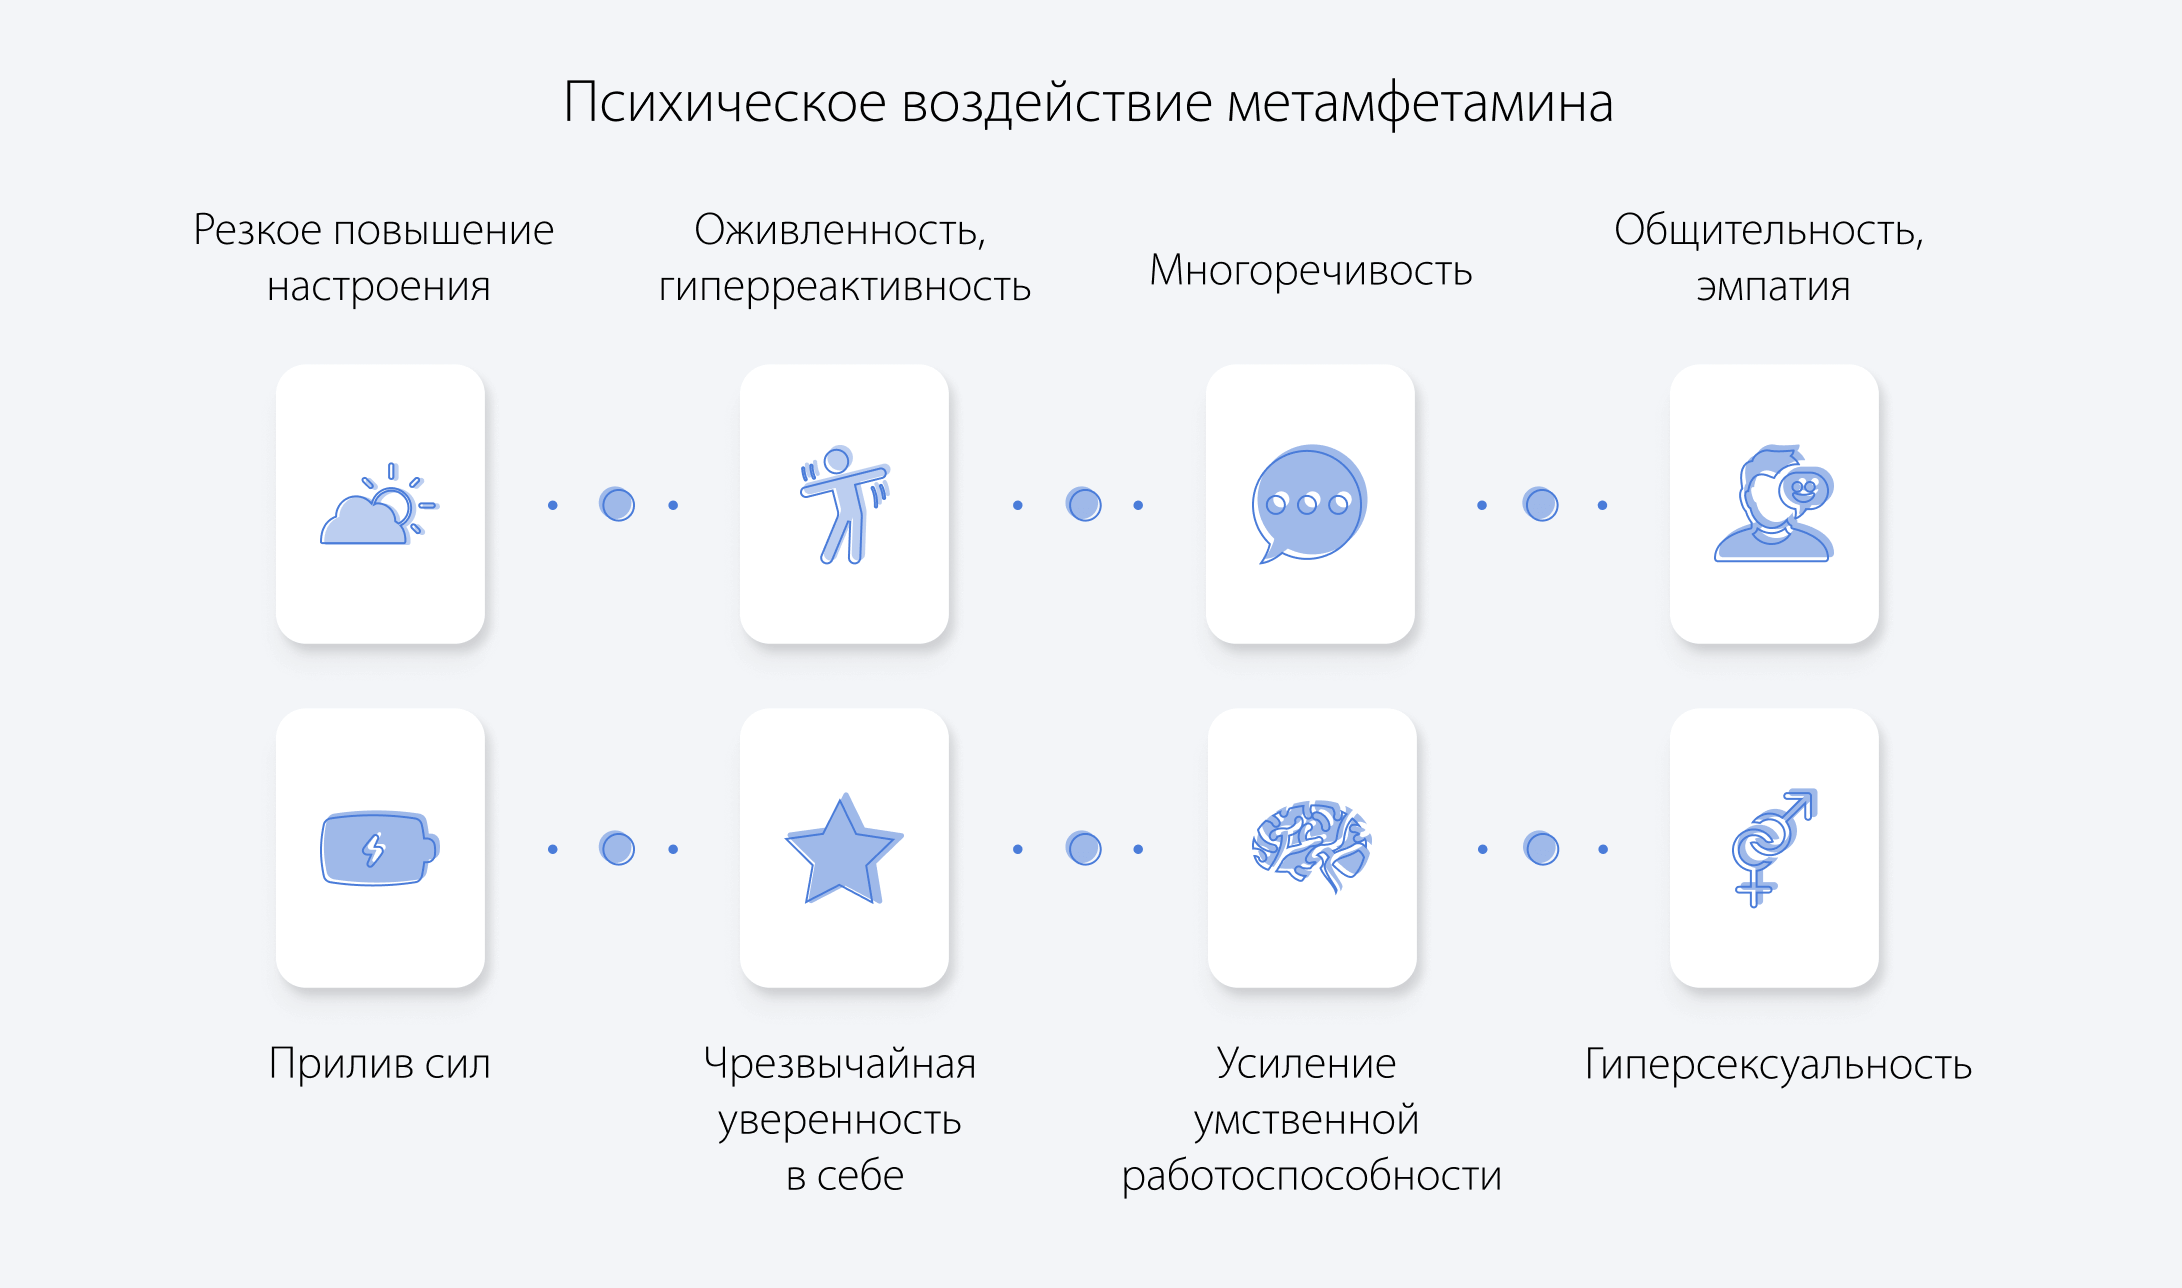 Психическое воздействие метамфетамина
Резкое повышение
настроения
Оживленность,
гиперреактивность
Многоречивость
Общительность,
эмпатия
Прилив сил
Чрезвычайная
уверенность
в себе
Усиление
умственной
работоспособности
Гиперсексуальность